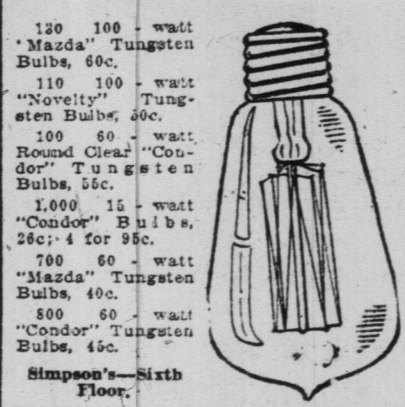 130 100 - watt
"Mazda" Tungsten
Bulbs, 60c.
110 100 - watt
"Novelty" Tung-
sten Bulbs, 50c.
100 60 - watt
Round Clear "Con-
dor" Tungsten
Bulbs, 55c.
1,000 15 - watt
"Condor" Bulbs,
26c; 4 for 95c.
700 60 - watt
"Mazda" Tungsten
Bulbs, 40c.
800 60 - watt
"Condor" Tungsten
Bulbs, 45c.
Simpson's—Sixth
Floor.